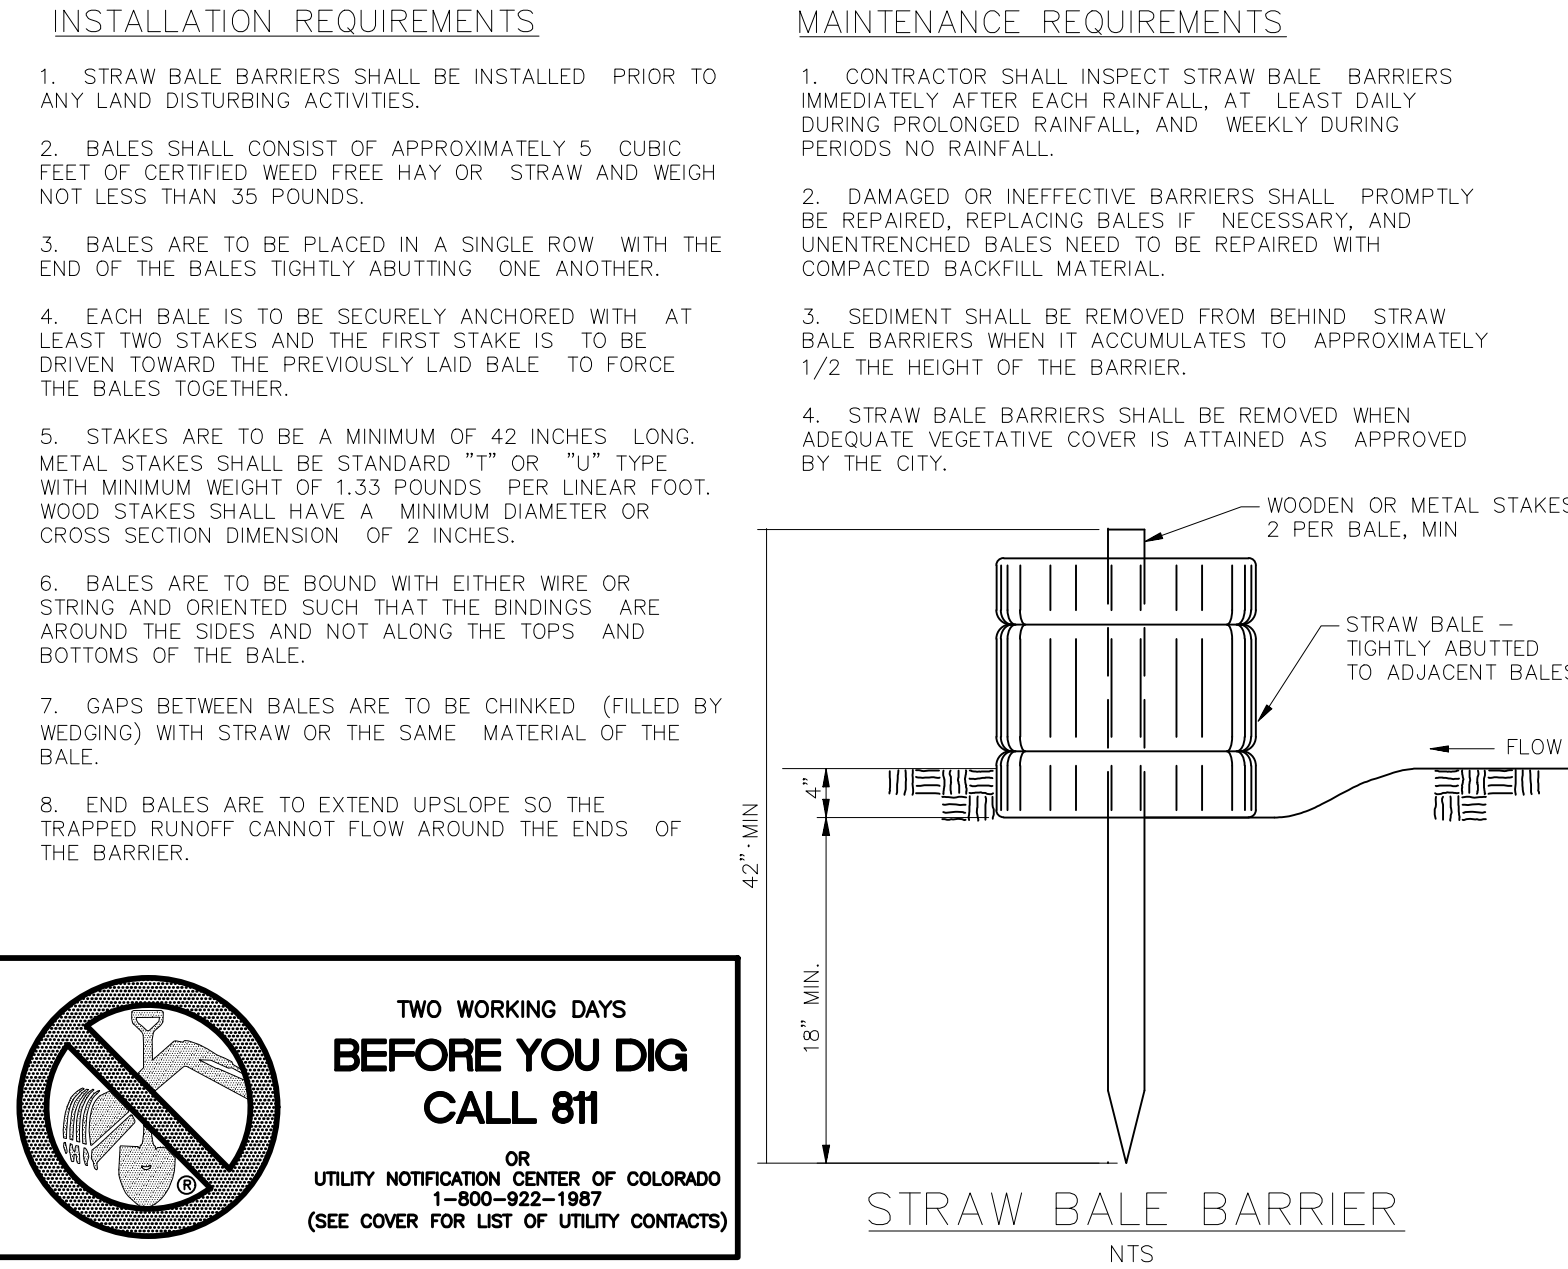 INSTALLATION REQUIREMENTS
1. STRAW BALE BARRIERS SHALL BE INSTALLED PRIOR TO
ANY LAND DISTURBING ACTIVITIES.
2. BALES SHALL CONSIST OF APPROXIMATELY 5 CUBIC
FEET OF CERTIFIED WEED FREE HAY OR STRAW AND WEIGH
NOT LESS THAN 35 POUNDS.
3. BALES ARE TO BE PLACED IN A SINGLE ROW WITH THE
END OF THE BALES TIGHTLY ABUTTING ONE ANOTHER.
4. EACH BALE IS TO BE SECURELY ANCHORED WITH AT
LEAST TWO STAKES AND THE FIRST STAKE IS TO BE
DRIVEN TOWARD THE PREVIOUSLY LAID BALE TO FORCE
THE BALES TOGETHER.
5. STAKES ARE TO BE A MINIMUM OF 42 INCHES LONG.
METAL STAKES SHALL BE STANDARD "T" OR "U" TYPE
WITH MINIMUM WEIGHT OF 1.33 POUNDS PER LINEAR FOOT.
WOOD STAKES SHALL HAVE A MINIMUM DIAMETER OR
CROSS SECTION DIMENSION OF 2 INCHES.
6. BALES ARE TO BE BOUND WITH EITHER WIRE OR
STRING AND ORIENTED SUCH THAT THE BINDINGS ARE
AROUND THE SIDES AND NOT ALONG THE TOPS AND
BOTTOMS OF THE BALE.
7. GAPS BETWEEN BALES ARE TO BE CHINKED (FILLED BY
WEDGING) WITH STRAW OR THE SAME MATERIAL OF THE
BALE.
8. END BALES ARE TO EXTEND UPSLOPE SO THE
TRAPPED RUNOFF CANNOT FLOW AROUND THE ENDS OF
THE BARRIER.
MAINTENANCE REQUIREMENTS
1. CONTRACTOR SHALL INSPECT STRAW BALE BARRIERS
IMMEDIATELY AFTER EACH RAINFALL, AT LEAST DAILY
DURING PROLONGED RAINFALL, AND WEEKLY DURING
PERIODS NO RAINFALL.
2. DAMAGED OR INEFFECTIVE BARRIERS SHALL PROMPTLY
BE REPAIRED, REPLACING BALES IF NECESSARY, AND
UNENTRENCHED BALES NEED TO BE REPAIRED WITH
COMPACTED BACKFILL MATERIAL.
3. SEDIMENT SHALL BE REMOVED FROM BEHIND STRAW
BALE BARRIERS WHEN IT ACCUMULATES TO APPROXIMATELY
1/2 THE HEIGHT OF THE BARRIER.
4. STRAW BALE BARRIERS SHALL BE REMOVED WHEN
ADEQUATE VEGETATIVE COVER IS ATTAINED AS APPROVED
BY THE CITY.
WOODEN OR METAL STAKES
2 PER BALE, MIN
STRAW BALE –
TIGHTLY ABUTTED
TO ADJACENT BALES
FLOW
4"
42"·MIN
18" MIN.
STRAW BALE BARRIER
NTS
TWO WORKING DAYS
BEFORE YOU DIG
CALL 811
OR
UTILITY NOTIFICATION CENTER OF COLORADO
1-800-922-1987
(SEE COVER FOR LIST OF UTILITY CONTACTS)
®